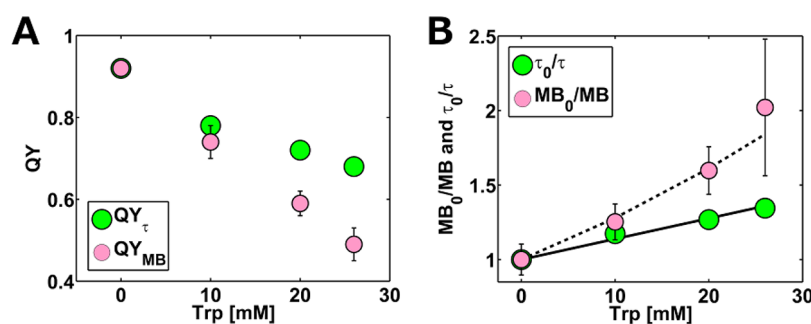 A
QY
1
0.8
0.6
0.4
QYτ
QYMB
0
10
20
30
Trp [mM]
B
MB0/MB and τ0/τ
2.5
2
1.5
1
τ0/τ
MB0/MB
0
10
20
30
Trp [mM]